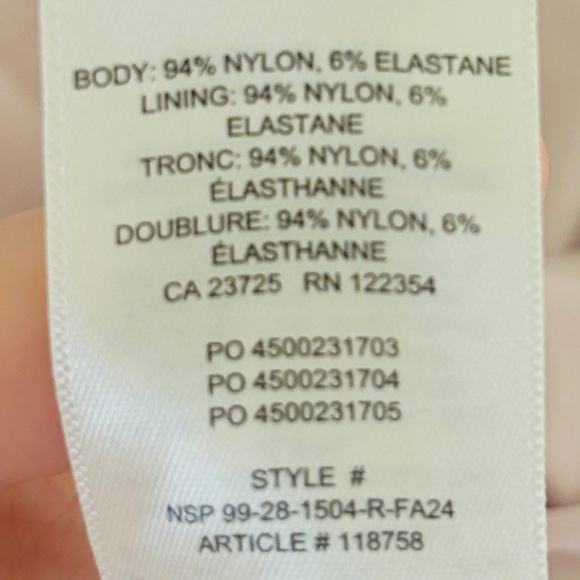 BODY: 94% NYLON, 6% ELASTANE
LINING: 94% NYLON, 6%
ELASTANE
TRONC: 94% NYLON, 6%
ÉLASTHANNE
DOUBLURE: 94% NYLON, 6%
ÉLASTHANNE
CA 23725 RN 122354
PO 4500231703
PO 4500231704
PO 4500231705
STYLE #
NSP 99-28-1504-R-FA24
ARTICLE # 118758